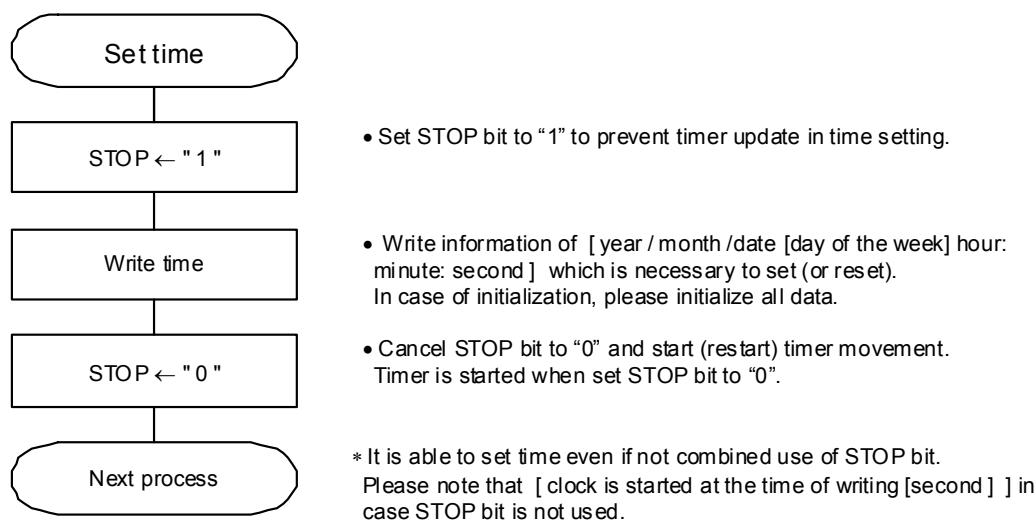 Set time
STOP ← " 1 "
• Set STOP bit to “1” to prevent timer update in time setting.
Write time
• Write information of [ year / month /date [day of the week] hour:
minute: second ] which is necessary to set (or reset).
In case of initialization, please initialize all data.
STOP ← " 0 "
• Cancel STOP bit to “0” and start (restart) timer movement.
Timer is started when set STOP bit to “0”.
Next process
* It is able to set time even if not combined use of STOP bit.
Please note that [ clock is started at the time of writing [second ] ] in
case STOP bit is not used.